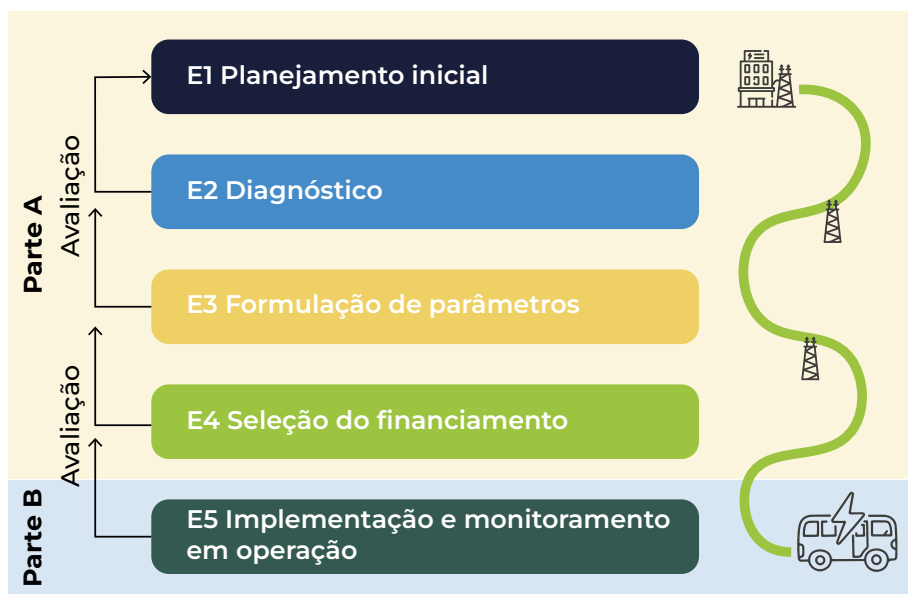 Parte A
Avaliação
Avaliação
E1 Planejamento inicial
E2 Diagnóstico
E3 Formulação de parâmetros
E4 Seleção do financiamento
Parte B
E5 Implementação e monitoramento
em operação